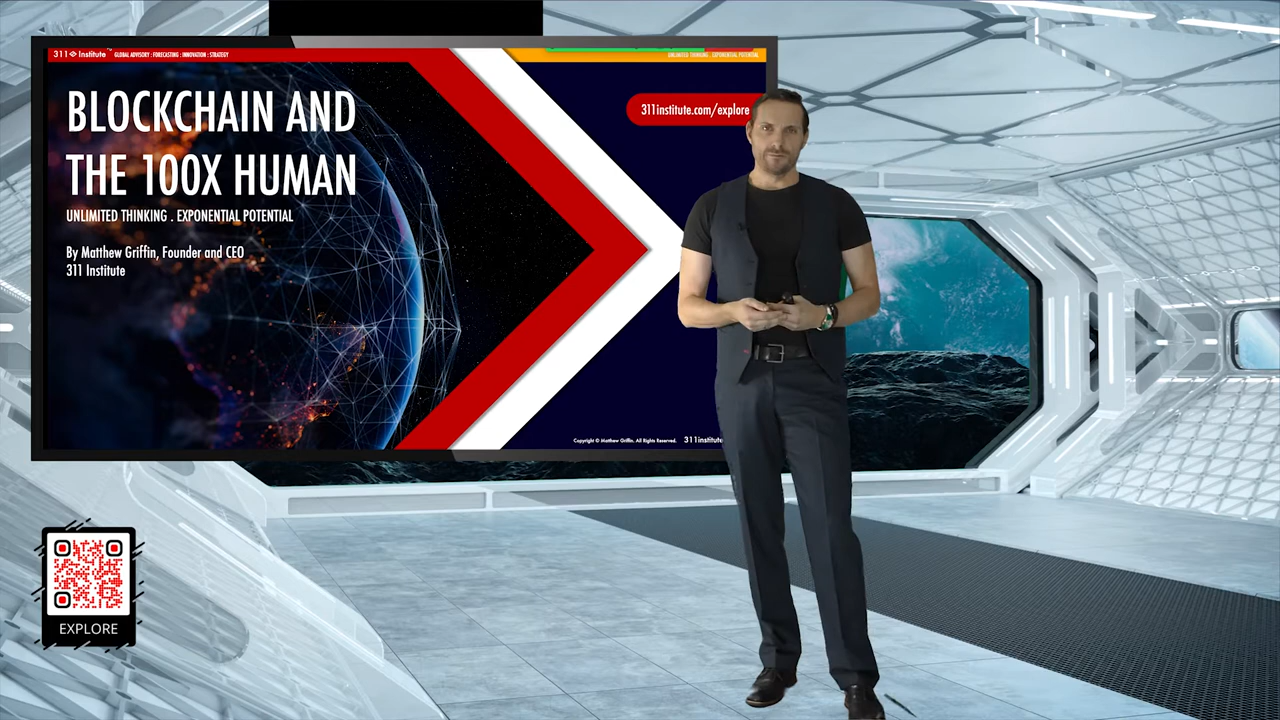 311 Institute GLOBAL ADVISORY : FORECASTING : INNOVATION : STRATEGY
UNLIMITED THINKING . EXPONENTIAL POTENTIAL
311institute.com/explore
BLOCKCHAIN AND
THE 100X HUMAN
UNLIMITED THINKING . EXPONENTIAL POTENTIAL
By Matthew Griffin, Founder and CEO
311 Institute
Copyright © Matthew Griffin. All Rights Reserved. 311institute
EXPLORE